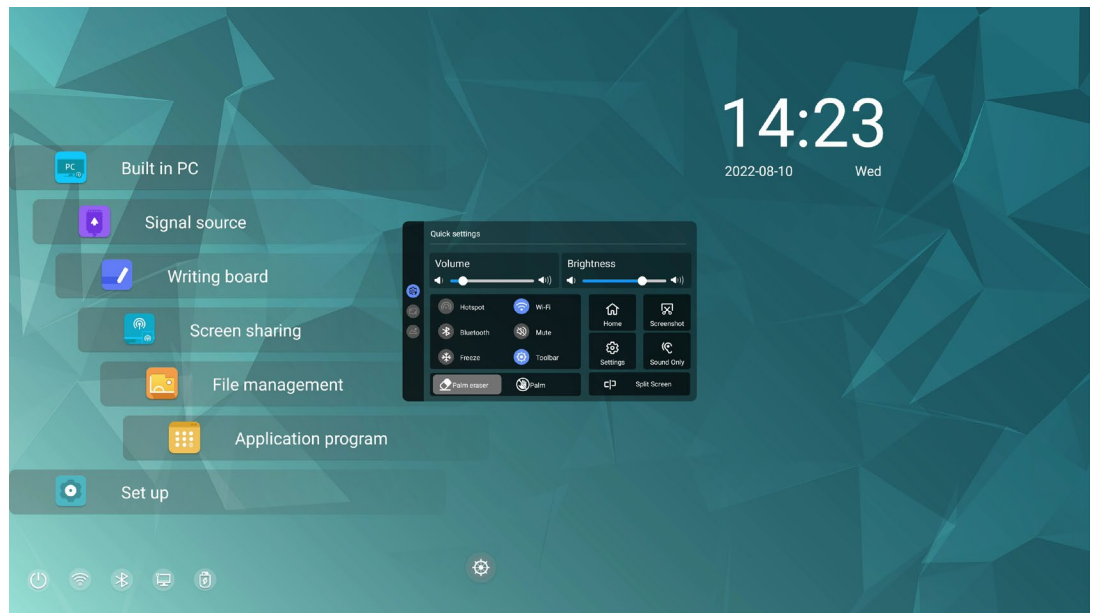 14:23
2022-08-10 Wed
PC
Built in PC
Signal source
Writing board
Screen sharing
File management
Application program
Set up
Quick settings
Volume Brightness
Hotspot Wi-Fi
Bluetooth Mute
Freeze Toolbar
Palm eraser Palm
Home Screenshot
Settings Sound Only
Split Screen